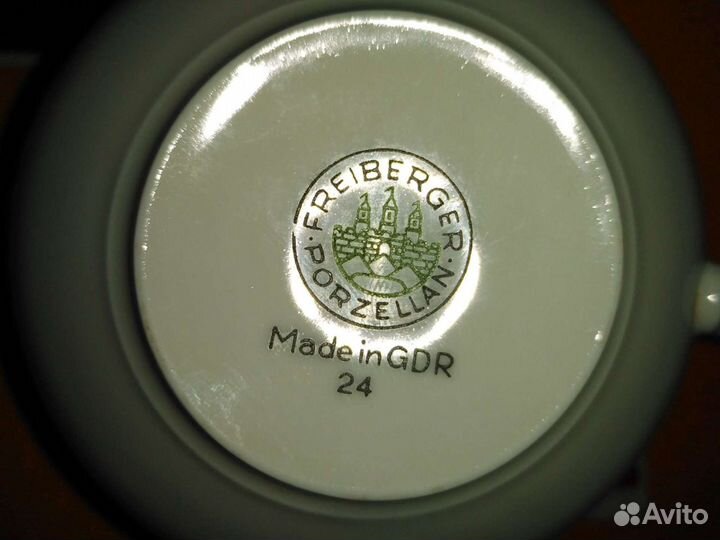 · FREIBERGER ·
PORZELLAN
Made in GDR
24
Avito